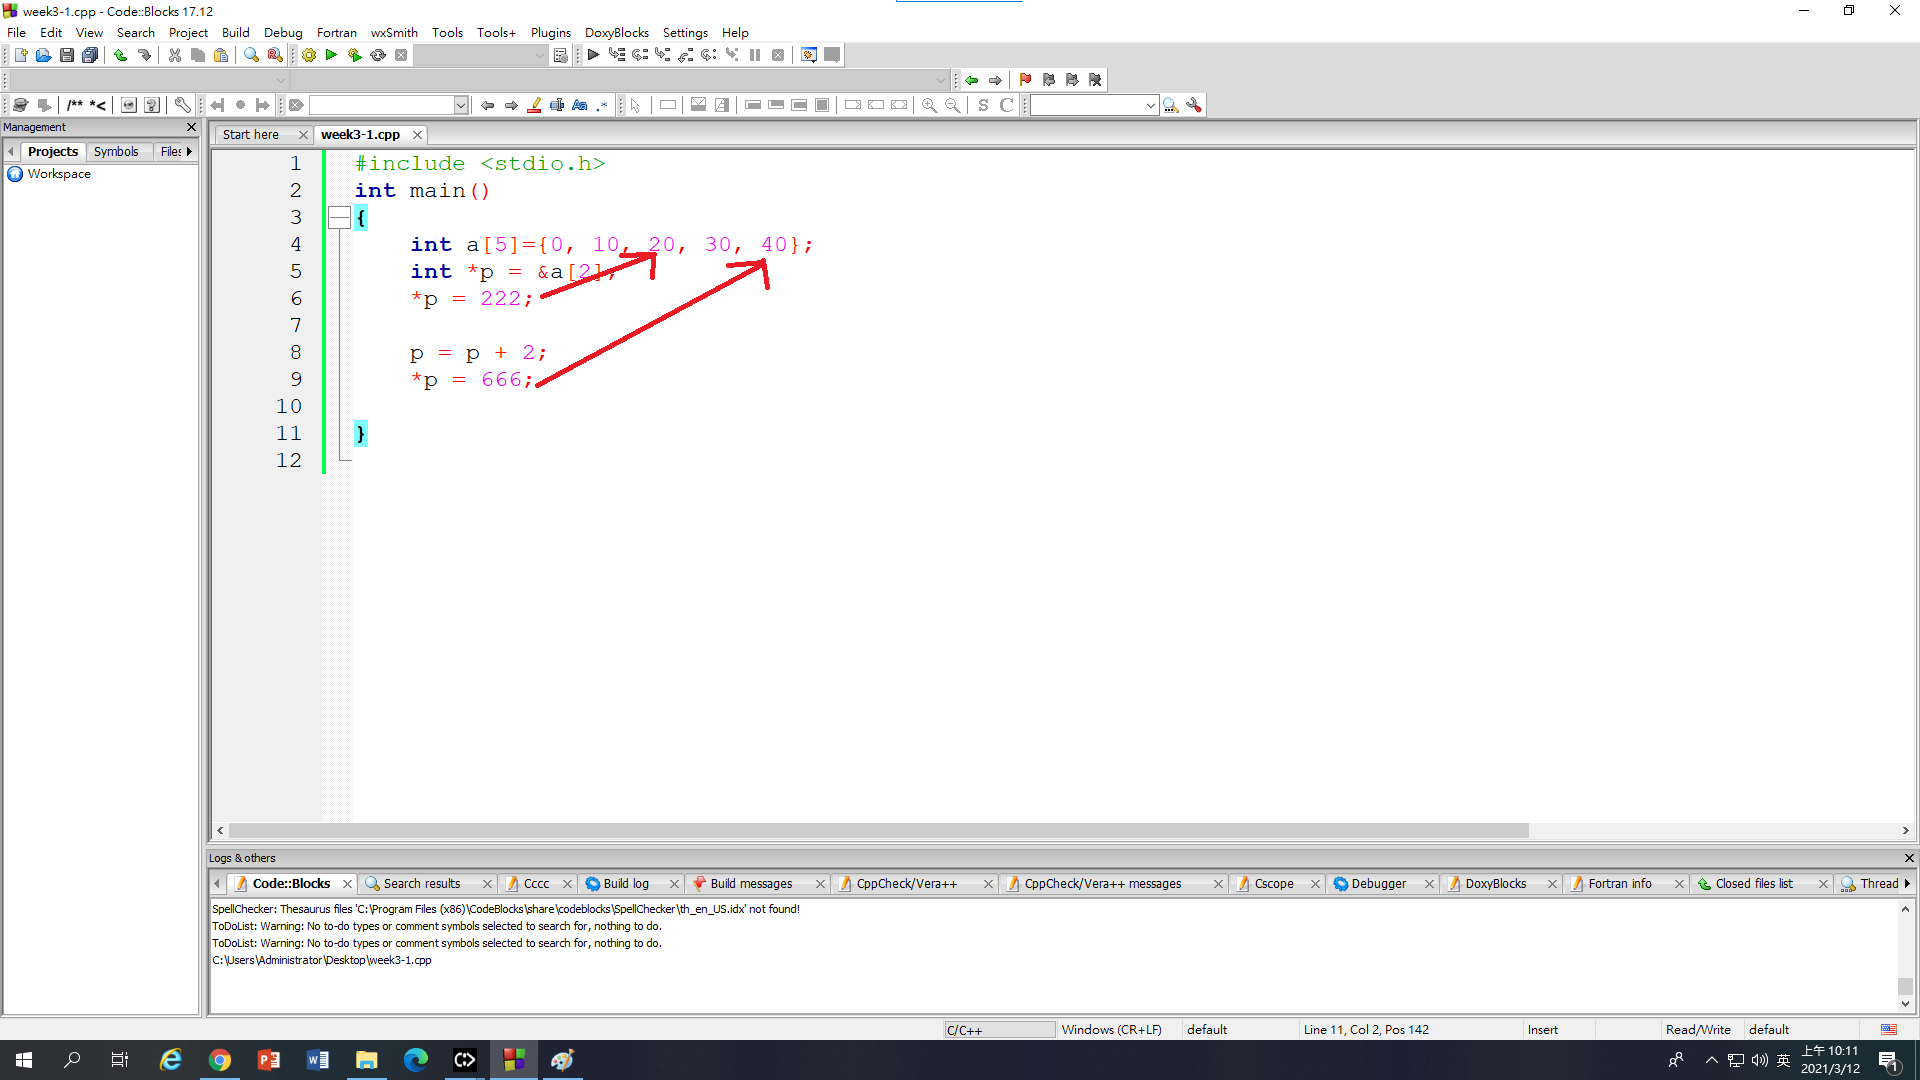 week3-1.cpp - Code::Blocks 17.12
File Edit View Search Project Build Debug Fortran wxSmith Tools Tools+ Plugins DoxyBlocks Settings Help
/** *<
S C
Management
Projects Symbols Files
Workspace
Start here week3-1.cpp
1 #include <stdio.h>
2 int main()
3 {
4 int a[5]={0, 10, 20, 30, 40};
5 int *p = &a[2];
6 *p = 222;
7
8 p = p + 2;
9 *p = 666;
10
11 }
12
Logs & others
Code::Blocks Search results Cccc Build log Build messages CppCheck/Vera++ CppCheck/Vera++ messages Cscope Debugger DoxyBlocks Fortran info Closed files list Thread
SpellChecker: Thesaurus files 'C:\Program Files (x86)\CodeBlocks\share\codeblocks\SpellChecker\th_en_US.idx' not found!
ToDoList: Warning: No to-do types or comment symbols selected to search for, nothing to do.
ToDoList: Warning: No to-do types or comment symbols selected to search for, nothing to do.
C:\Users\Administrator\Desktop\week3-1.cpp
C/C++ Windows (CR+LF) default Line 11, Col 2, Pos 142 Insert Read/Write default
英 上午 10:11
2021/3/12 1